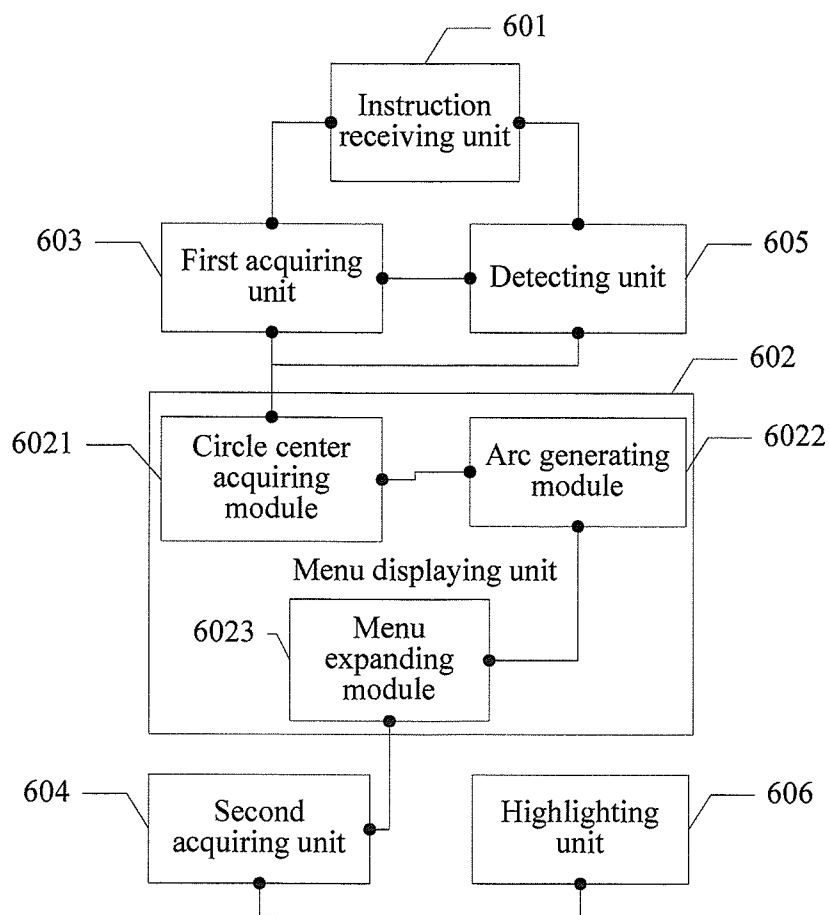 601
Instruction
receiving unit
603
First acquiring
unit
Detecting unit
605
602
6021
Circle center
acquiring
module
Arc generating
module
6022
Menu displaying unit
6023
Menu
expanding
module
604
Second
acquiring unit
Highlighting
unit
606